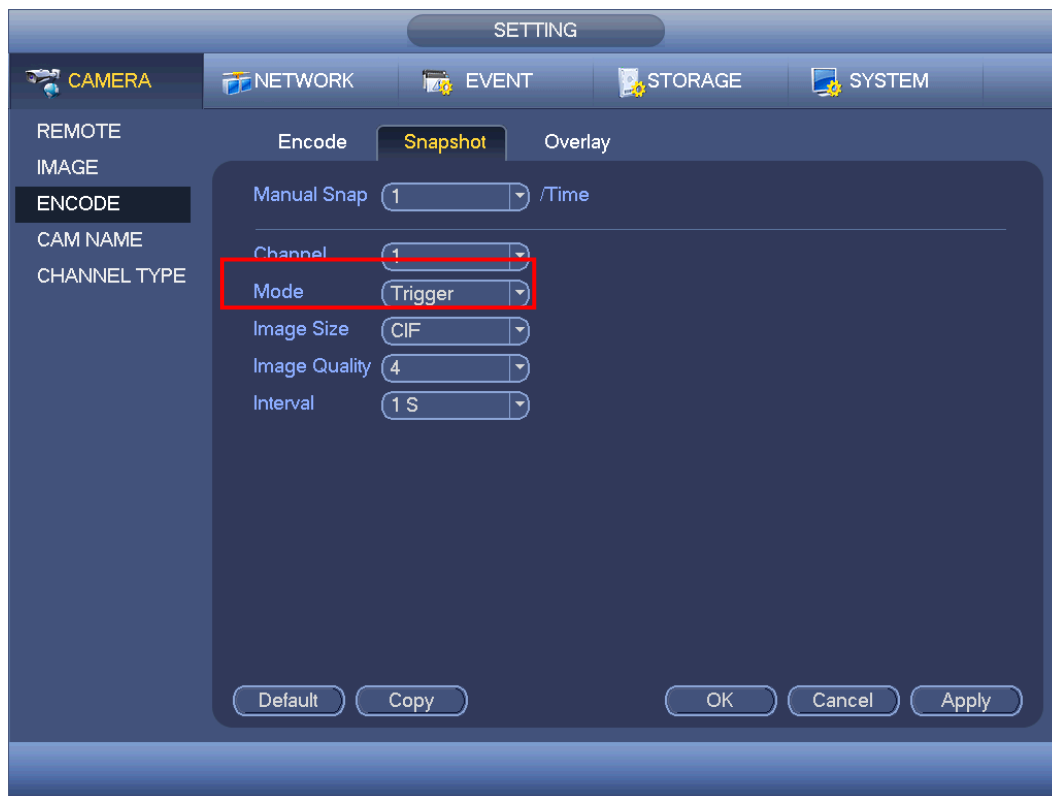 SETTING
CAMERA NETWORK EVENT STORAGE SYSTEM
REMOTE
IMAGE
ENCODE
CAM NAME
CHANNEL TYPE
Encode Snapshot Overlay
Manual Snap 1 /Time
Channel 1
Mode Trigger
Image Size CIF
Image Quality 4
Interval 1 S
Default Copy OK Cancel Apply